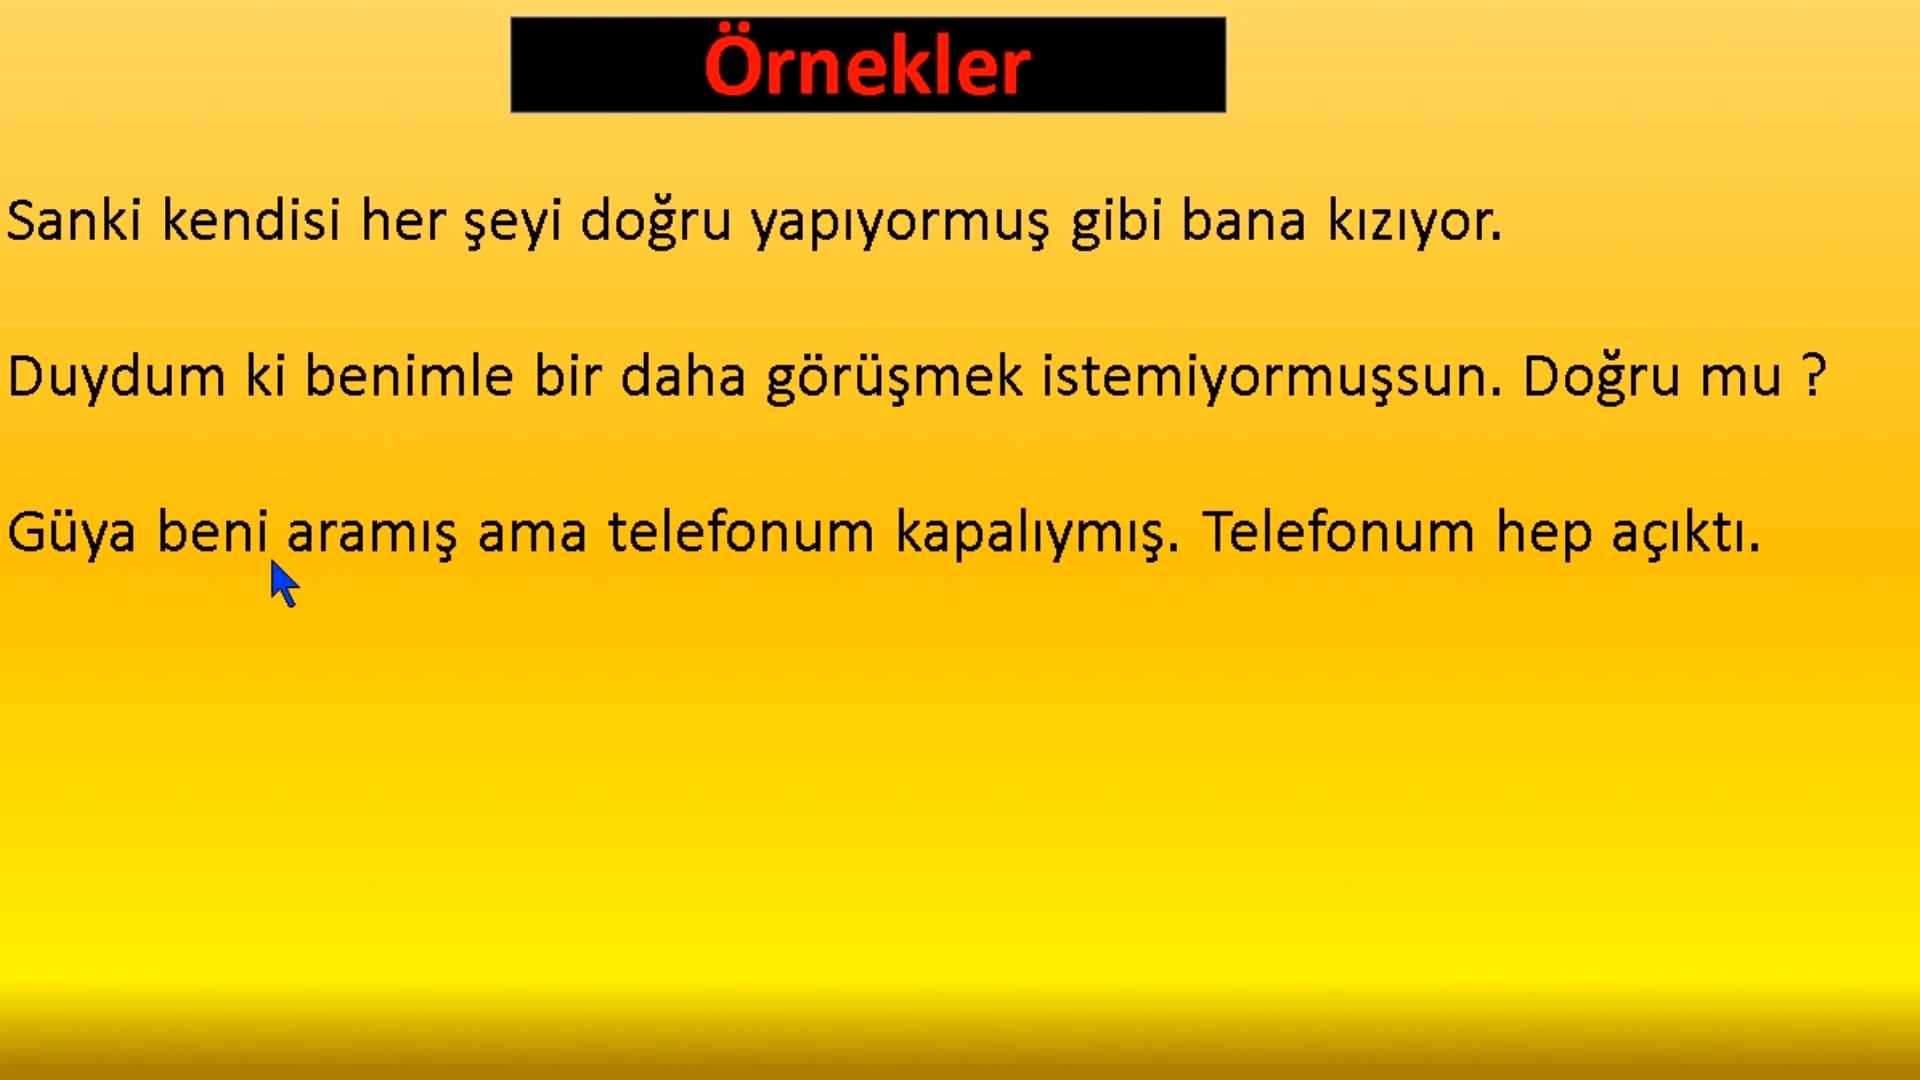 Örnekler
Sanki kendisi her şeyi doğru yapıyormuş gibi bana kızıyor.
Duydum ki benimle bir daha görüşmek istemiyormuşsun. Doğru mu ?
Güya beni aramış ama telefonum kapalıymış. Telefonum hep açıktı.